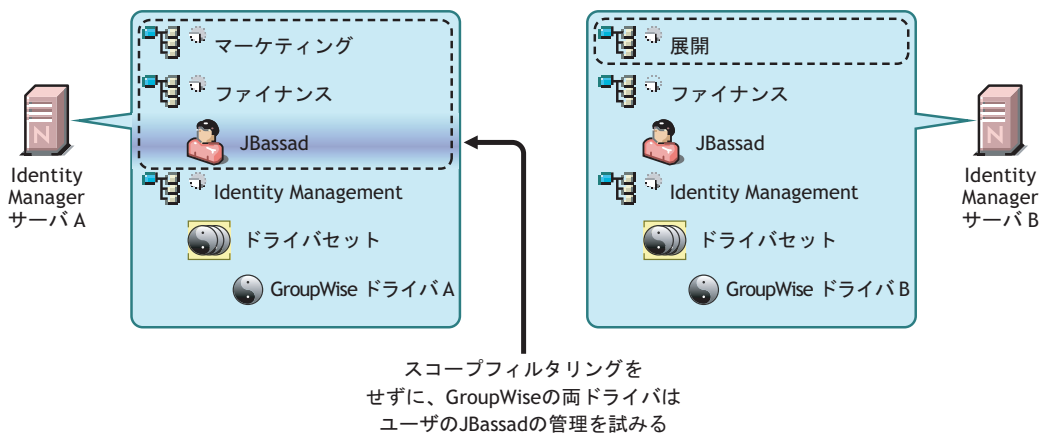 マーケティング
ファイナンス
JBassad
Identity Management
ドライバセット
GroupWise ドライバ A
Identity
Manager
サーバ A
展開
ファイナンス
JBassad
Identity Management
ドライバセット
GroupWise ドライバ B
Identity
Manager
サーバ B
スコープフィルタリングを
せずに、GroupWiseの両ドライバは
ユーザのJBassadの管理を試みる